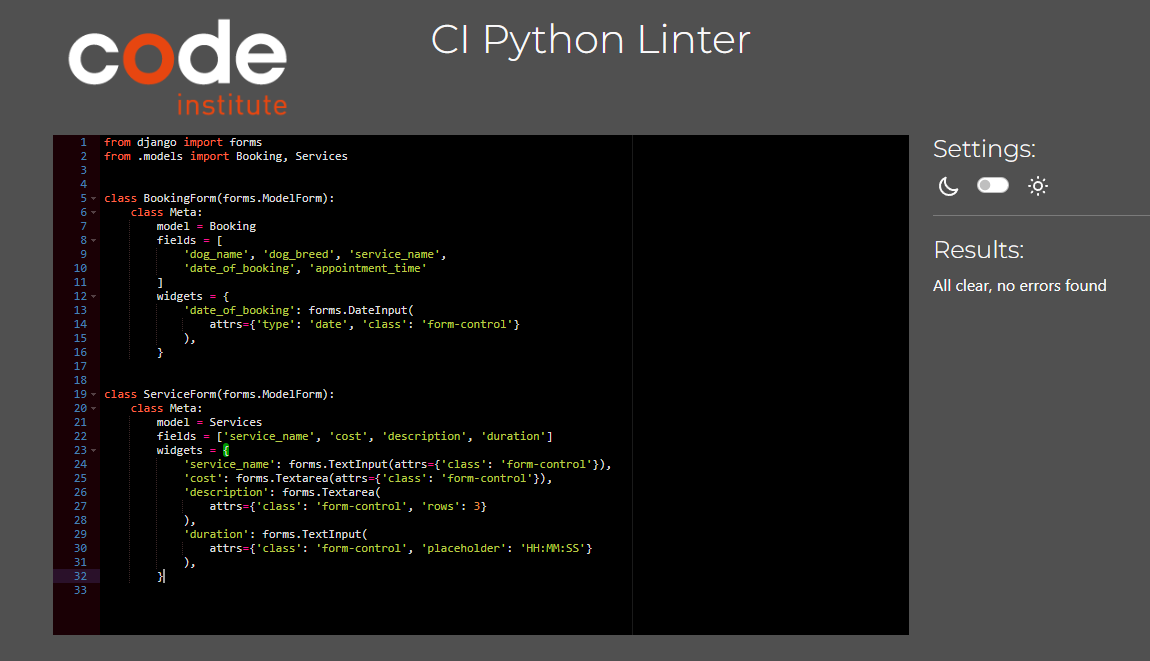 code
institute
CI Python Linter
1 from django import forms
2 from .models import Booking, Services
3
4
5 class BookingForm(forms.ModelForm):
6     class Meta:
7         model = Booking
8         fields = [
9             'dog_name', 'dog_breed', 'service_name',
10             'date_of_booking', 'appointment_time'
11         ]
12         widgets = {
13             'date_of_booking': forms.DateInput(
14                 attrs={'type': 'date', 'class': 'form-control'}
15             ),
16         }
17
18
19 class ServiceForm(forms.ModelForm):
20     class Meta:
21         model = Services
22         fields = ['service_name', 'cost', 'description', 'duration']
23         widgets = {
24             'service_name': forms.TextInput(attrs={'class': 'form-control'}),
25             'cost': forms.Textarea(attrs={'class': 'form-control'}),
26             'description': forms.Textarea(
27                 attrs={'class': 'form-control', 'rows': 3}
28             ),
29             'duration': forms.TextInput(
30                 attrs={'class': 'form-control', 'placeholder': 'HH:MM:SS'}
31             ),
32         }
33
Settings:
Results:
All clear, no errors found